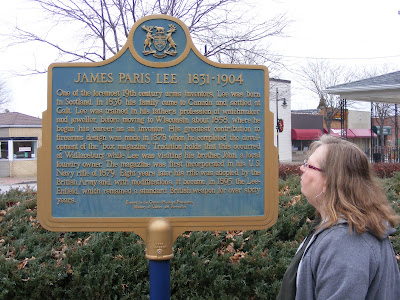 JAMES PARIS LEE 1831-1904
One of the foremost 19th century arms inventors, Lee was born
in Scotland. In 1836 his family came to Canada and settled at
Galt. Lee was trained in his father's profession of watchmaker
and jeweller before moving to Wisconsin, about 1858, where he
began his career as an inventor. His greatest contribution to
firearms design was made in 1878 when he completed the devel-
opment of the "box magazine". Tradition holds that this occurred
at Wallaceburg while Lee was visiting his brother John, a local
foundry owner. The magazine was first incorporated in his U.S.
Navy rifle of 1879. Eight years later his rifle was adopted by the
British Army and, with modifications, it became in 1895 the Lee-
Enfield, which remained a standard British weapon for over sixty
years.